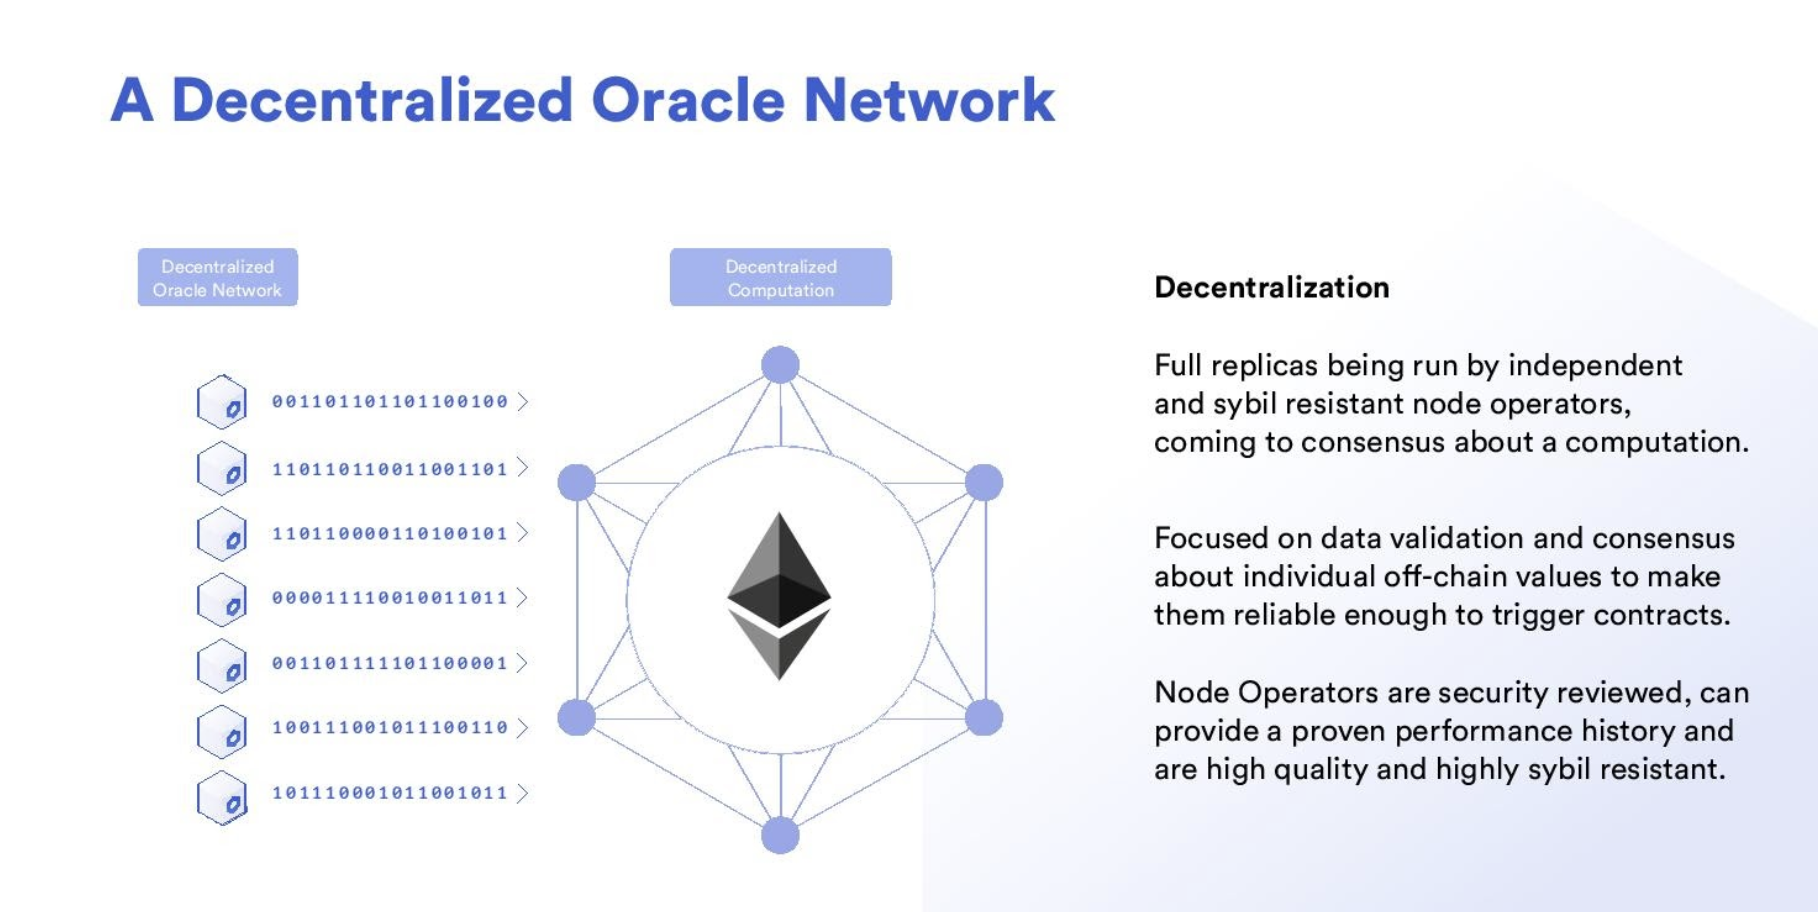 A Decentralized Oracle Network
Decentralized
Oracle Network
Decentralized
Computation
001101101101100100
110110110011001101
110110000110100101
000011110010011011
001101111101100001
100111001011100110
101110001011001011
Decentralization
Full replicas being run by independent
and sybil resistant node operators,
coming to consensus about a computation.
Focused on data validation and consensus
about individual off-chain values to make
them reliable enough to trigger contracts.
Node Operators are security reviewed, can
provide a proven performance history and
are high quality and highly sybil resistant.